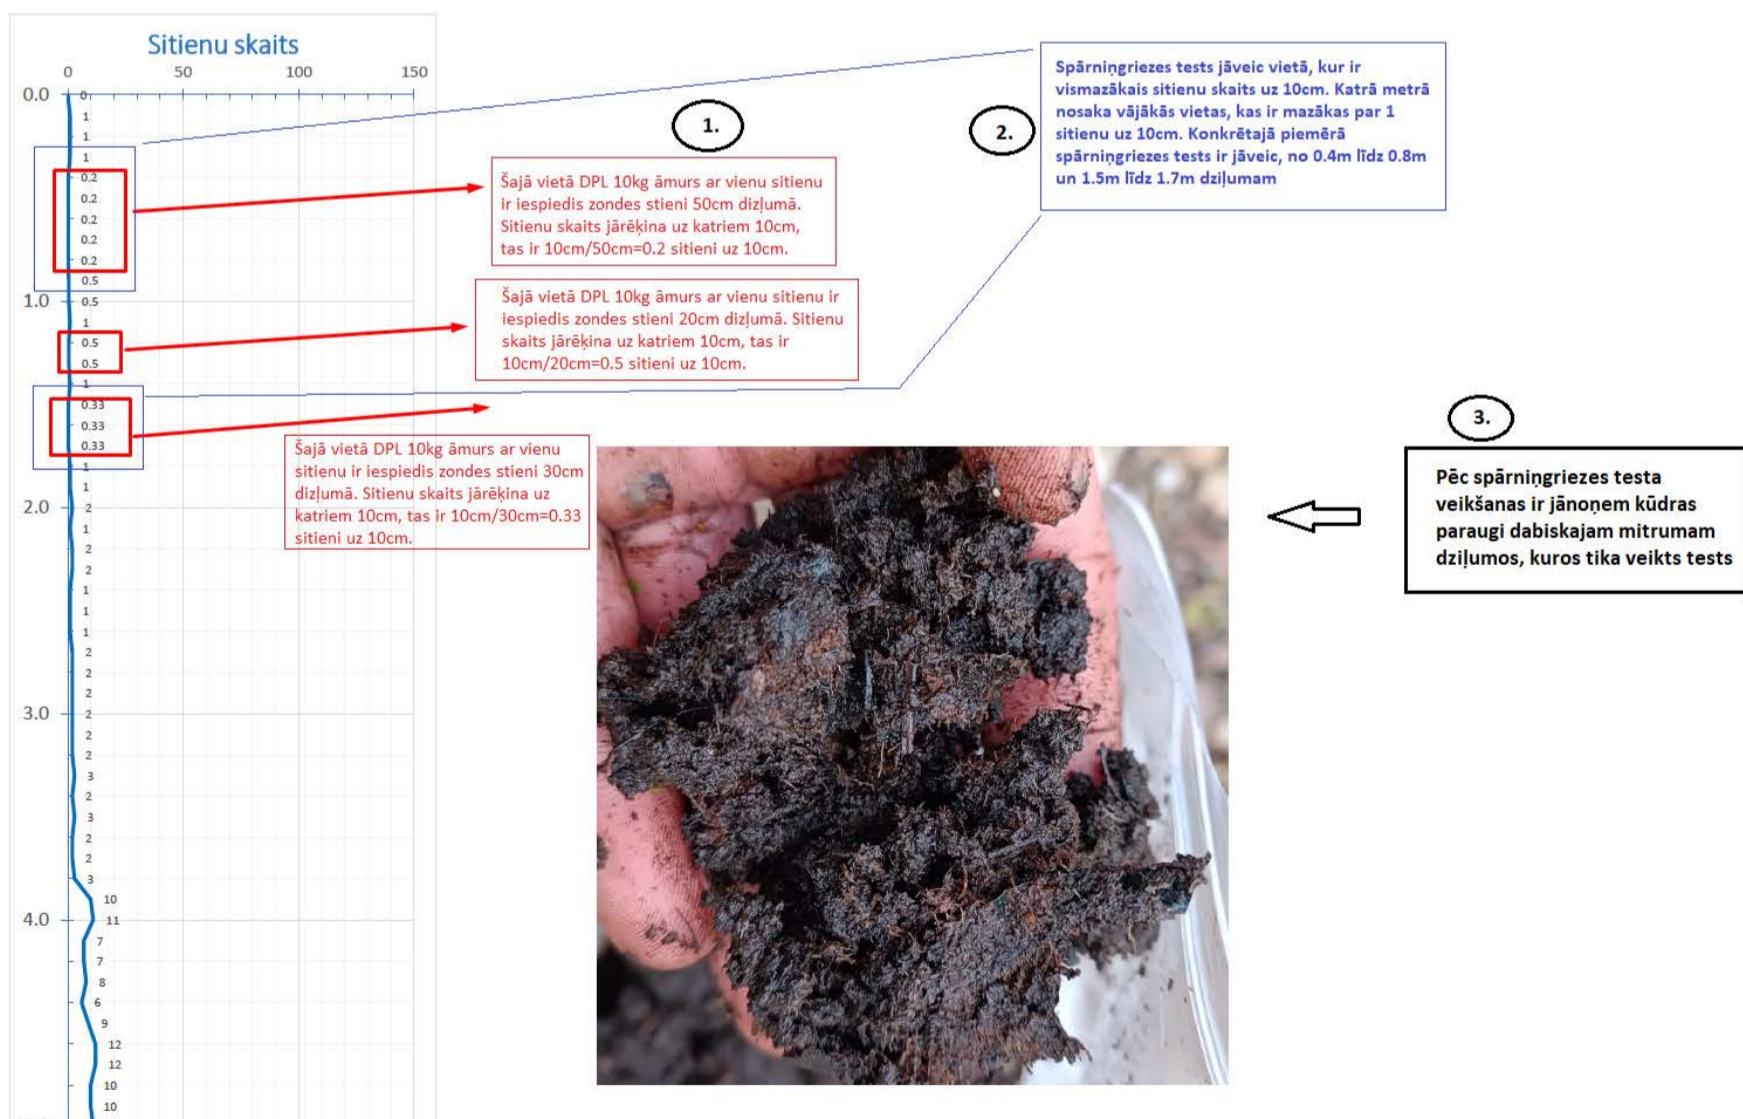 Sitienu skaits
0
50
100
150
0.0
0
1
1
1
0.2
0.2
0.2
0.2
0.2
0.5
1.0
0.5
1
0.5
0.5
1
0.33
0.33
0.33
1
1
2.0
2
1
2
2
1
1
1
2
2
2
3.0
2
2
2
3
2
3
2
2
3
10
4.0
11
7
7
8
6
9
12
12
10
10
1.
Šajā vietā DPL 10kg āmurs ar vienu sitienu
ir iespiedis zondes stieni 50cm dizļumā.
Sitienu skaits jārēķina uz katriem 10cm,
tas ir 10cm/50cm=0.2 sitieni uz 10cm.
Šajā vietā DPL 10kg āmurs ar vienu sitienu ir
iespiedis zondes stieni 20cm dizļumā. Sitienu
skaits jārēķina uz katriem 10cm, tas ir
10cm/20cm=0.5 sitieni uz 10cm.
Šajā vietā DPL 10kg āmurs ar vienu
sitienu ir iespiedis zondes stieni 30cm
dizļumā. Sitienu skaits jārēķina uz
katriem 10cm, tas ir 10cm/30cm=0.33
sitieni uz 10cm.
2.
Spārniņgriezes tests jāveic vietā, kur ir
vismazākais sitienu skaits uz 10cm. Katrā metrā
nosaka vājākās vietas, kas ir mazākas par 1
sitienu uz 10cm. Konkrētajā piemērā
spārniņgriezes tests ir jāveic, no 0.4m līdz 0.8m
un 1.5m līdz 1.7m dziļumam
3.
Pēc spārniņgriezes testa
veikšanas ir jānoņem kūdras
paraugi dabiskajam mitrumam
dziļumos, kuros tika veikts tests